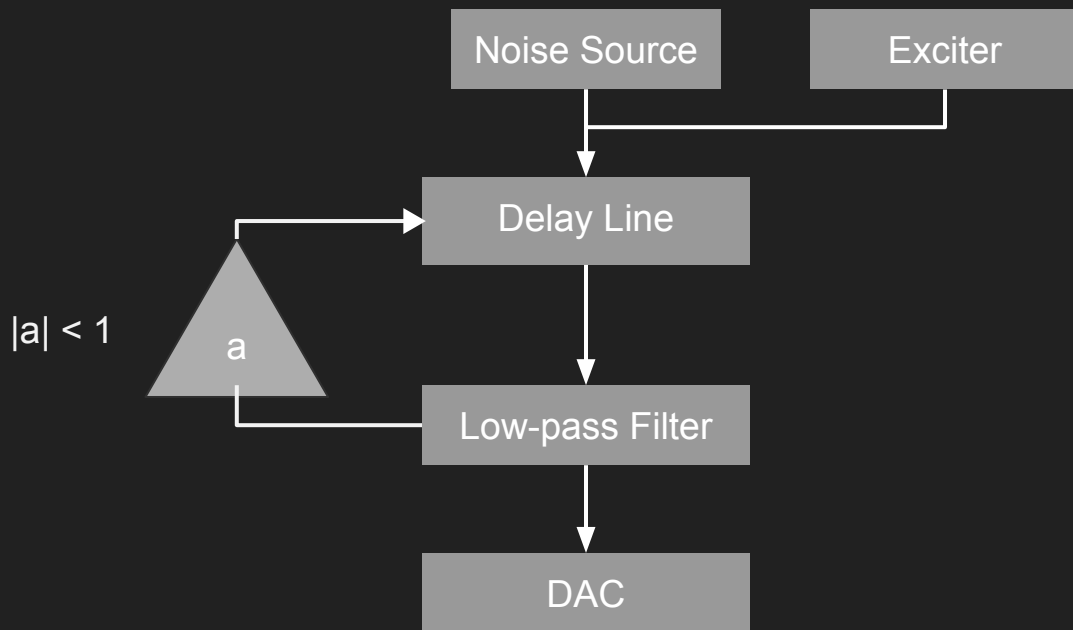 Noise Source
Exciter
Delay Line
|a| < 1
a
Low-pass Filter
DAC